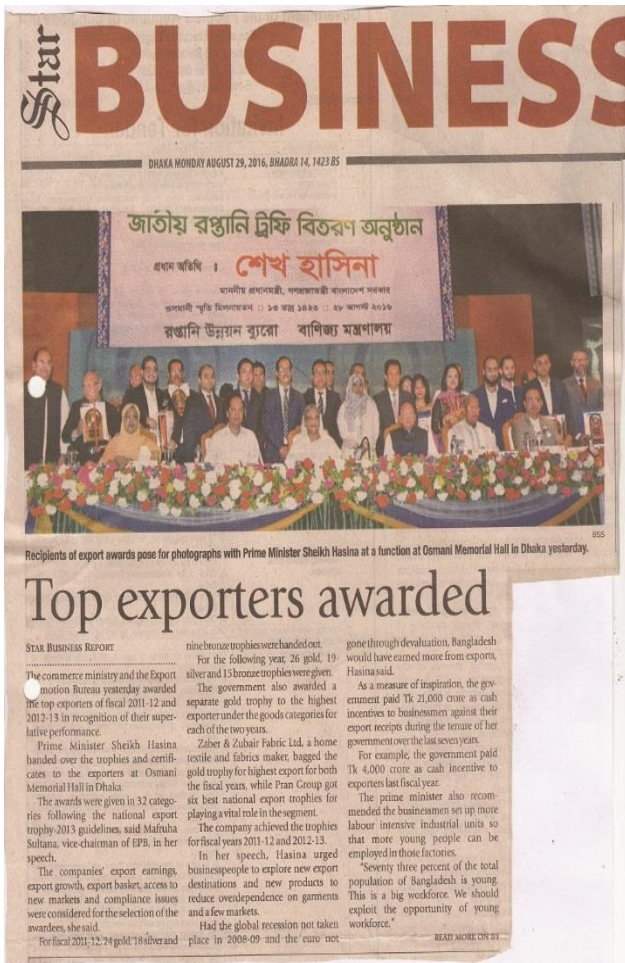 Star
BUSINESS
DHAKA MONDAY AUGUST 29, 2016, BHADRA 14, 1423 BS
জাতীয় রপ্তানি ট্রফি বিতরণ অনুষ্ঠান
প্রধান অতিথি : শেখ হাসিনা
মাননীয় প্রধানমন্ত্রী, গণপ্রজাতন্ত্রী বাংলাদেশ সরকার
ওসমানী স্মৃতি মিলনায়তন □ ১৩ ভাদ্র ১৪২৩ □ ২৮ আগস্ট ২০১৬
রপ্তানি উন্নয়ন ব্যুরো বাণিজ্য মন্ত্রণালয়
BSS
Recipients of export awards pose for photographs with Prime Minister Sheikh Hasina at a function at Osmani Memorial Hall in Dhaka yesterday.
Top exporters awarded
STAR BUSINESS REPORT
The commerce ministry and the Export
motion Bureau yesterday awarded
the top exporters of fiscal 2011-12 and
2012-13 in recognition of their super-
lative performance.
Prime Minister Sheikh Hasina
handed over the trophies and certifi-
cates to the exporters at Osmani
Memorial Hall in Dhaka.
The awards were given in 32 catego-
ries following the national export
trophy-2013 guidelines, said Mafruha
Sultana, vice-chairman of EPB, in her
speech.
The companies' export earnings,
export growth, export basket, access to
new markets and compliance issues
were considered for the selection of the
awardees, she said.
For fiscal 2011-12, 24 gold, 18 silver and
nine bronze trophies were handed out.
For the following year, 26 gold, 19
silver and 15 bronze trophies were given.
The government also awarded a
separate gold trophy to the highest
exporter under the goods categories for
each of the two years.
Zaber & Zubair Fabric Ltd, a home
textile and fabrics maker, bagged the
gold trophy for highest export for both
the fiscal years, while Pran Group got
six best national export trophies for
playing a vital role in the segment.
The company achieved the trophies
for fiscal years 2011-12 and 2012-13.
In her speech, Hasina urged
businesspeople to explore new export
destinations and new products to
reduce overdependence on garments
and a few markets.
Had the global recession not taken
place in 2008-09 and the euro not
gone through devaluation, Bangladesh
would have earned more from exports,
Hasina said.
As a measure of inspiration, the gov-
ernment paid Tk 21,000 crore as cash
incentives to businessmen against their
export receipts during the tenure of her
government over the last seven years.
For example, the government paid
Tk 4,000 crore as cash incentive to
exporters last fiscal year.
The prime minister also recom-
mended the businessmen set up more
labour intensive industrial units so
that more young people can be
employed in those factories.
"Seventy three percent of the total
population of Bangladesh is young.
This is a big workforce. We should
exploit the opportunity of young
workforce."
READ MORE ON B3